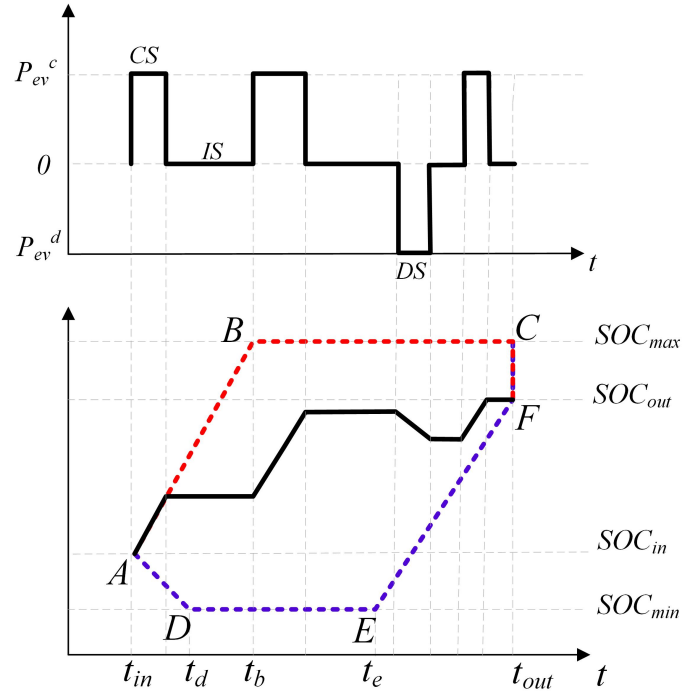 CS
P_ev^c
IS
0
P_ev^d
DS
t
B
C
SOC_max
SOC_out
F
SOC_in
A
SOC_min
D
E
t_in t_d t_b t_e t_out t